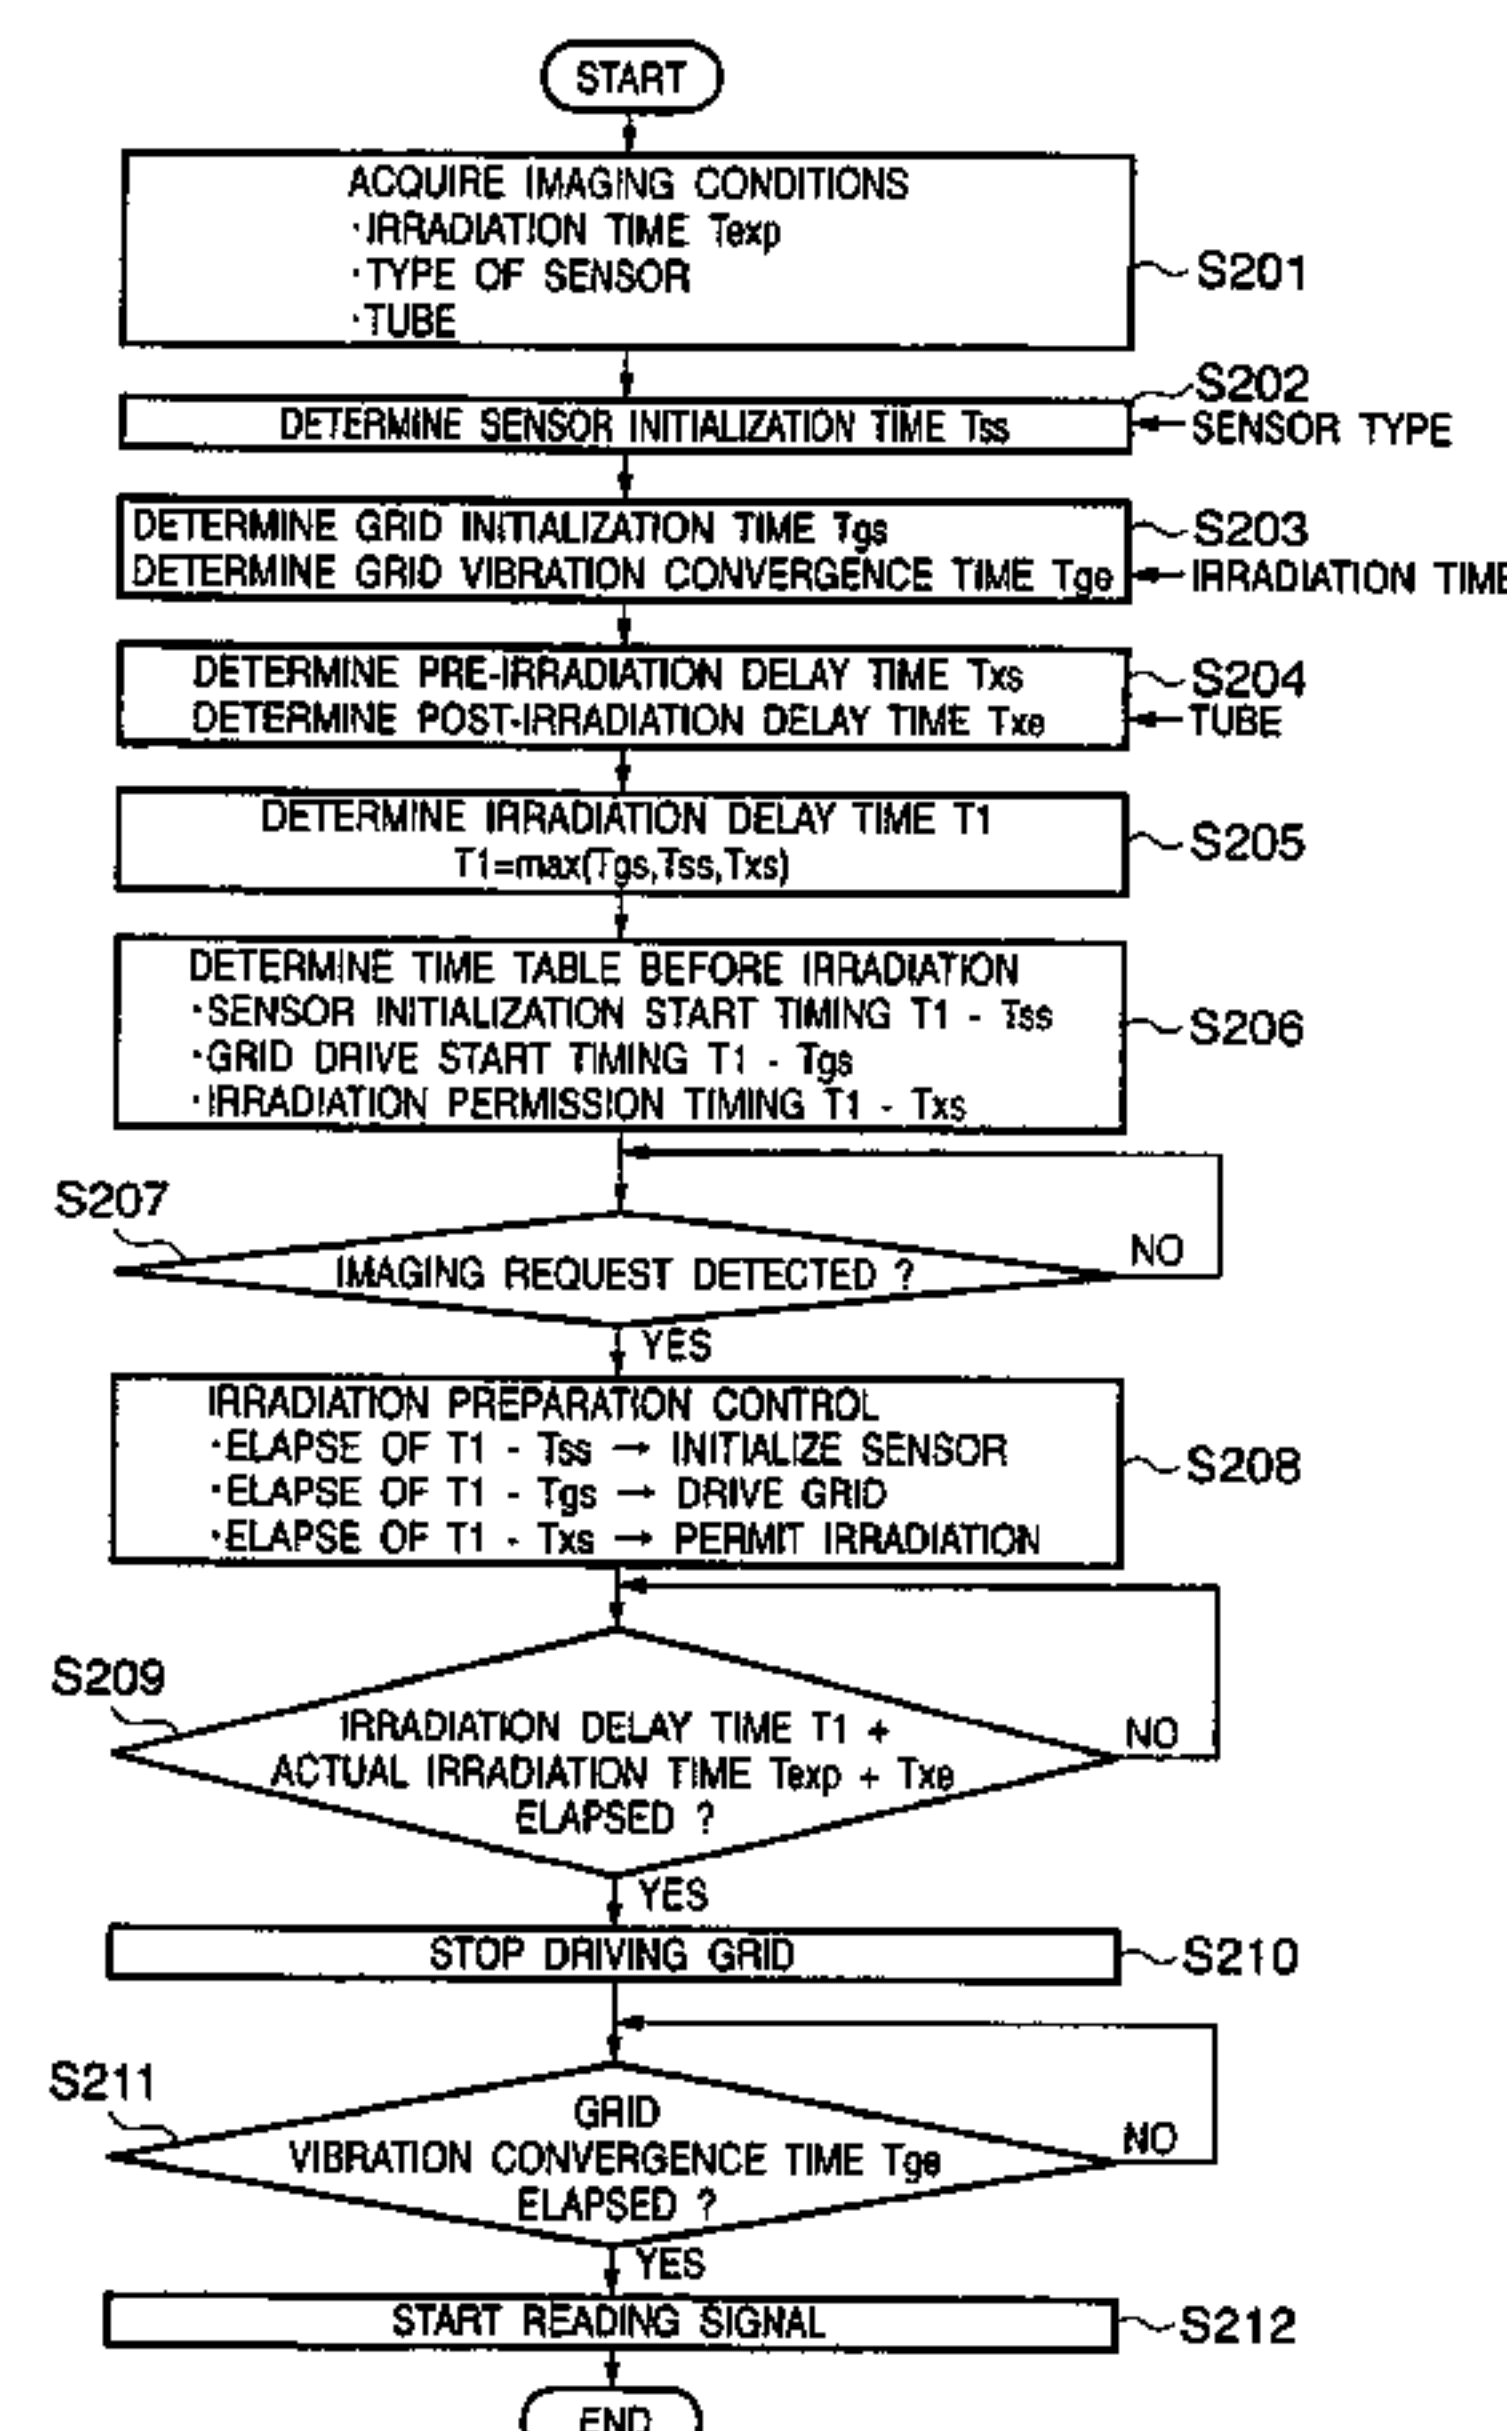 START
ACQUIRE IMAGING CONDITIONS
·IRRADIATION TIME Texp
·TYPE OF SENSOR
·TUBE
S201
S202
DETERMINE SENSOR INITIALIZATION TIME Tss
SENSOR TYPE
DETERMINE GRID INITIALIZATION TIME Tgs
S203
DETERMINE GRID VIBRATION CONVERGENCE TIME Tge
IRRADIATION TIME
DETERMINE PRE-IRRADIATION DELAY TIME Txs
S204
DETERMINE POST-IRRADIATION DELAY TIME Txe
TUBE
DETERMINE IRRADIATION DELAY TIME T1
T1=max(Tgs,Tss,Txs)
S205
DETERMINE TIME TABLE BEFORE IRRADIATION
·SENSOR INITIALIZATION START TIMING T1 - Tss
·GRID DRIVE START TIMING T1 - Tgs
·IRRADIATION PERMISSION TIMING T1 - Txs
S206
S207
IMAGING REQUEST DETECTED ?
NO
YES
IRRADIATION PREPARATION CONTROL
·ELAPSE OF T1 - Tss → INITIALIZE SENSOR
·ELAPSE OF T1 - Tgs → DRIVE GRID
·ELAPSE OF T1 - Txs → PERMIT IRRADIATION
S208
S209
IRRADIATION DELAY TIME T1 +
ACTUAL IRRADIATION TIME Texp + Txe
ELAPSED ?
NO
YES
STOP DRIVING GRID
S210
S211
GRID
VIBRATION CONVERGENCE TIME Tge
ELAPSED ?
NO
YES
START READING SIGNAL
S212
END